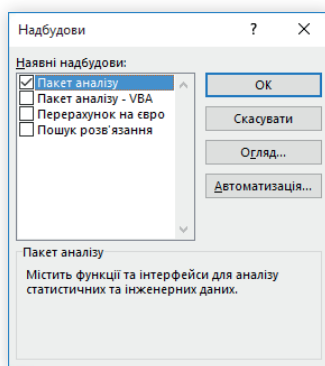 Надбудови
Наявні надбудови:
Пакет аналізу
Пакет аналізу - VBA
Перерахунок на євро
Пошук розв'язання
ОК
Скасувати
Огляд...
Автоматизація...
Пакет аналізу
Містить функції та інтерфейси для аналізу
статистичних та інженерних даних.